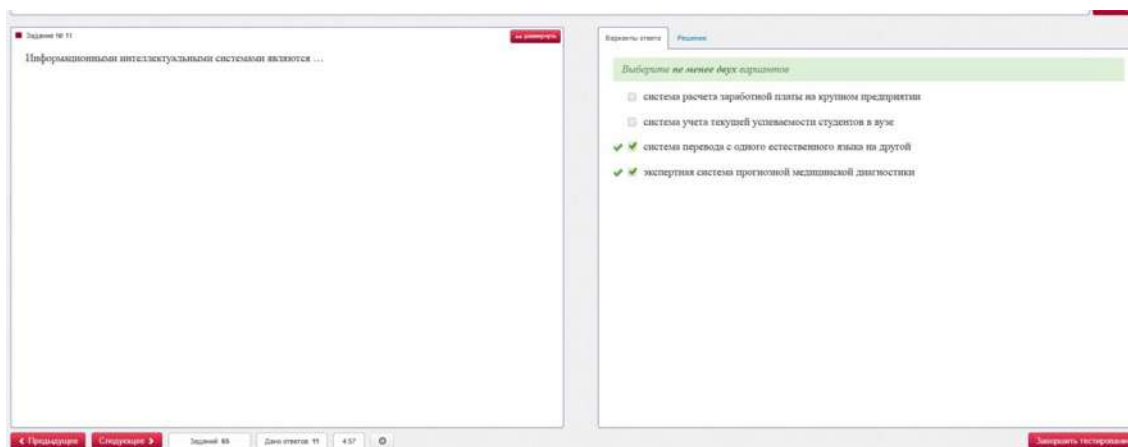 Задание № 11
развернуть
Информационными интеллектуальными системами являются …
Варианты ответа
Решение
Выберите не менее двух вариантов
система расчета заработной платы на крупном предприятии
система учета текущей успеваемости студентов в вузе
система перевода с одного естественного языка на другой
экспертная система прогнозной медицинской диагностики
Предыдущее
Следующее
Заданий 65
Дано ответов 11
4:57
Завершить тестирование